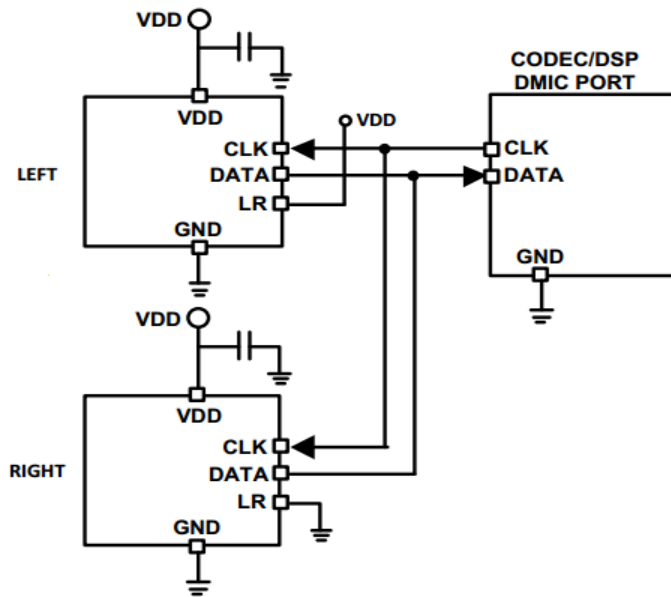 VDD
CODEC/DSP
DMIC PORT
VDD
VDD
CLK
CLK
LEFT
DATA
DATA
LR
GND
GND
VDD
VDD
CLK
RIGHT
DATA
LR
GND